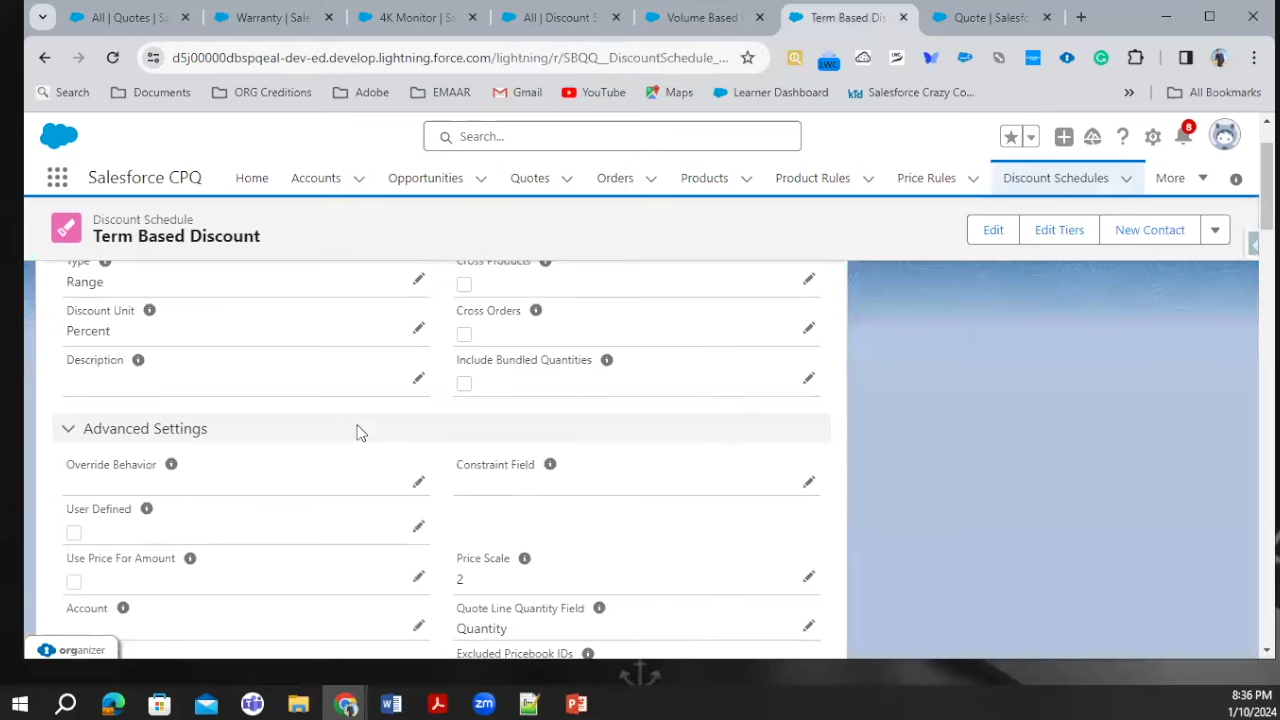 All | Quotes | Sa
Warranty | Sale
4K Monitor | Sa
All | Discount S
Volume Based
Term Based Dis
Quote | Salesfo
d5j00000dbspqeal-dev-ed.develop.lightning.force.com/lightning/r/SBQQ__DiscountSchedule_...
Search
Documents
ORG Creditions
Adobe
EMAAR
Gmail
YouTube
Maps
Learner Dashboard
Salesforce Crazy Co...
All Bookmarks
Search...
8
Salesforce CPQ
Home
Accounts
Opportunities
Quotes
Orders
Products
Product Rules
Price Rules
Discount Schedules
More
Discount Schedule
Term Based Discount
Edit
Edit Tiers
New Contact
Type
Cross Products
Range
Discount Unit
Cross Orders
Percent
Description
Include Bundled Quantities
Advanced Settings
Override Behavior
Constraint Field
User Defined
Use Price For Amount
Price Scale
2
Account
Quote Line Quantity Field
Quantity
Excluded Pricebook IDs
organizer
8:36 PM
1/10/2024